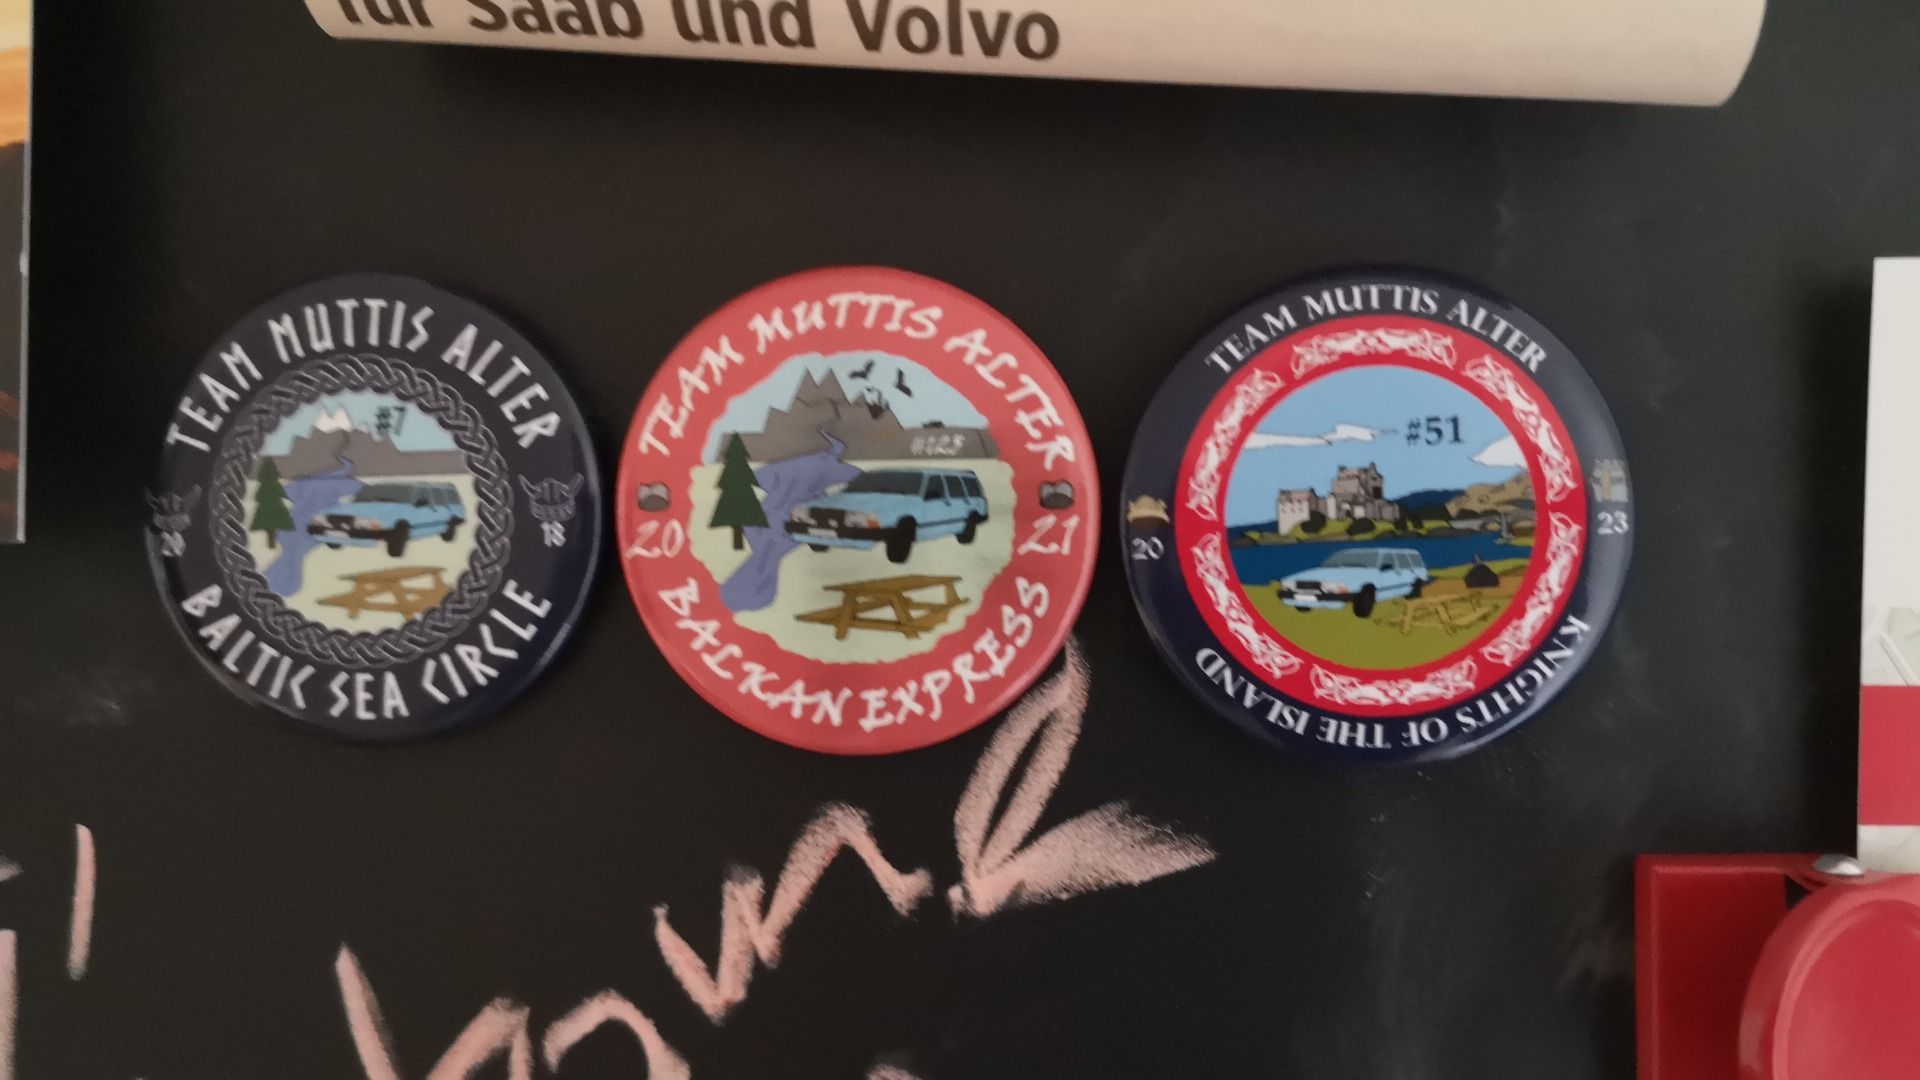 für Saab und Volvo
TEAM MUTTIS ALTER
#7
18
BALTIC SEA CIRCLE
TEAM MUTTIS ALTER
#223
20 21
BALKAN EXPRESS
TEAM MUTTIS ALTER
#51
20 23
KNIGHTS OF THE ISLAND